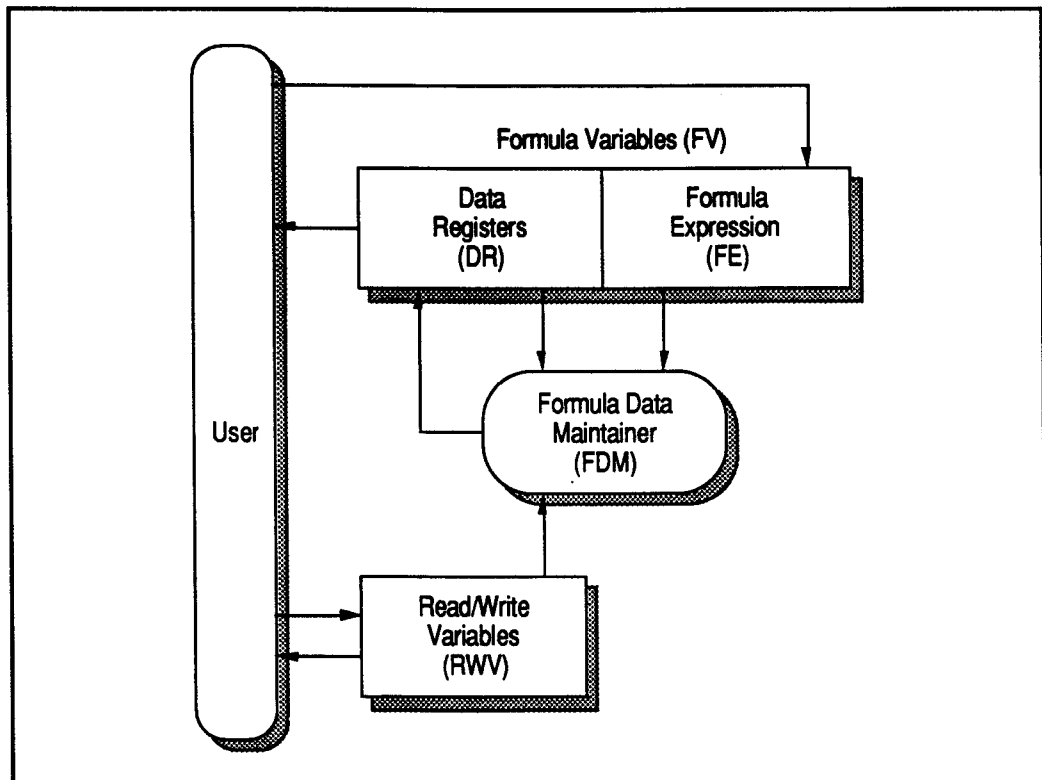 Formula Variables (FV)
Data
Registers
(DR)
Formula
Expression
(FE)
User
Formula Data
Maintainer
(FDM)
Read/Write
Variables
(RWV)